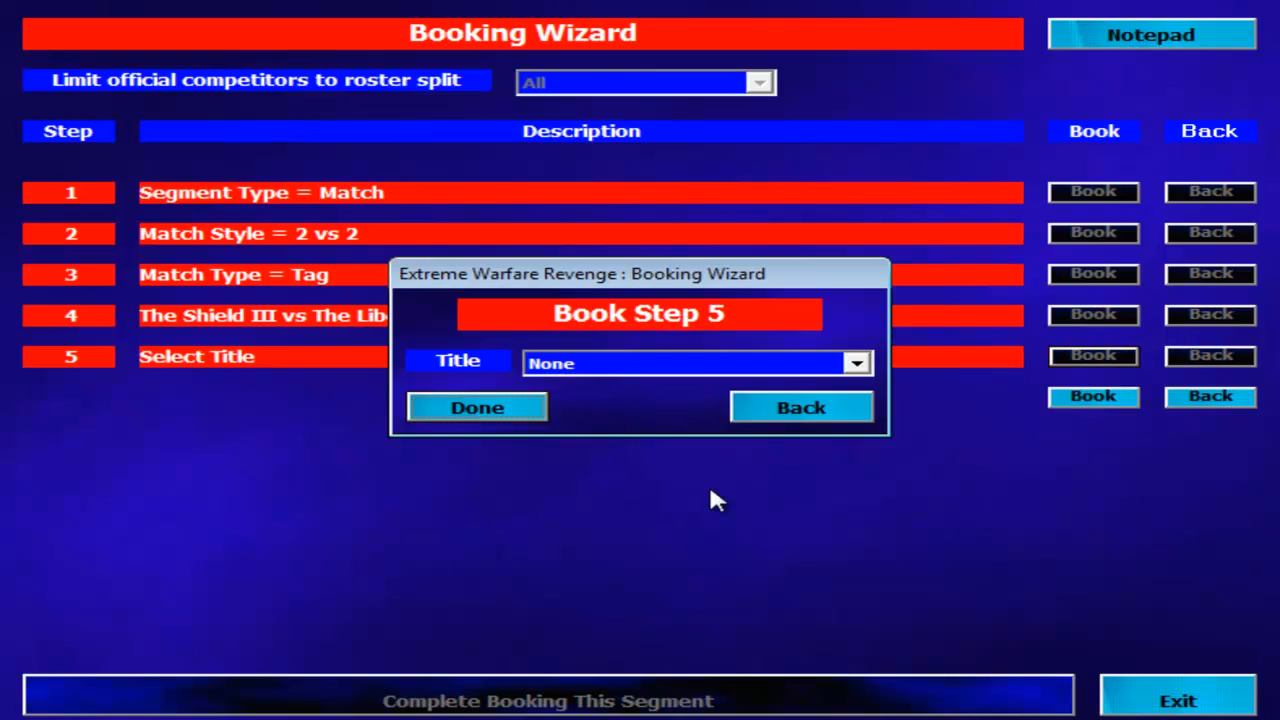 Booking Wizard
Notepad
Limit official competitors to roster split
All
Step
Description
Book
Back
1
Segment Type = Match
Book
Back
2
Match Style = 2 vs 2
Book
Back
3
Match Type = Tag
Book
Back
4
The Shield III vs The
Book
Back
5
Select Title
Book
Back
Book
Back
Extreme Warfare Revenge : Booking Wizard
Book Step 5
Title
None
Done
Back
Complete Booking This Segment
Exit